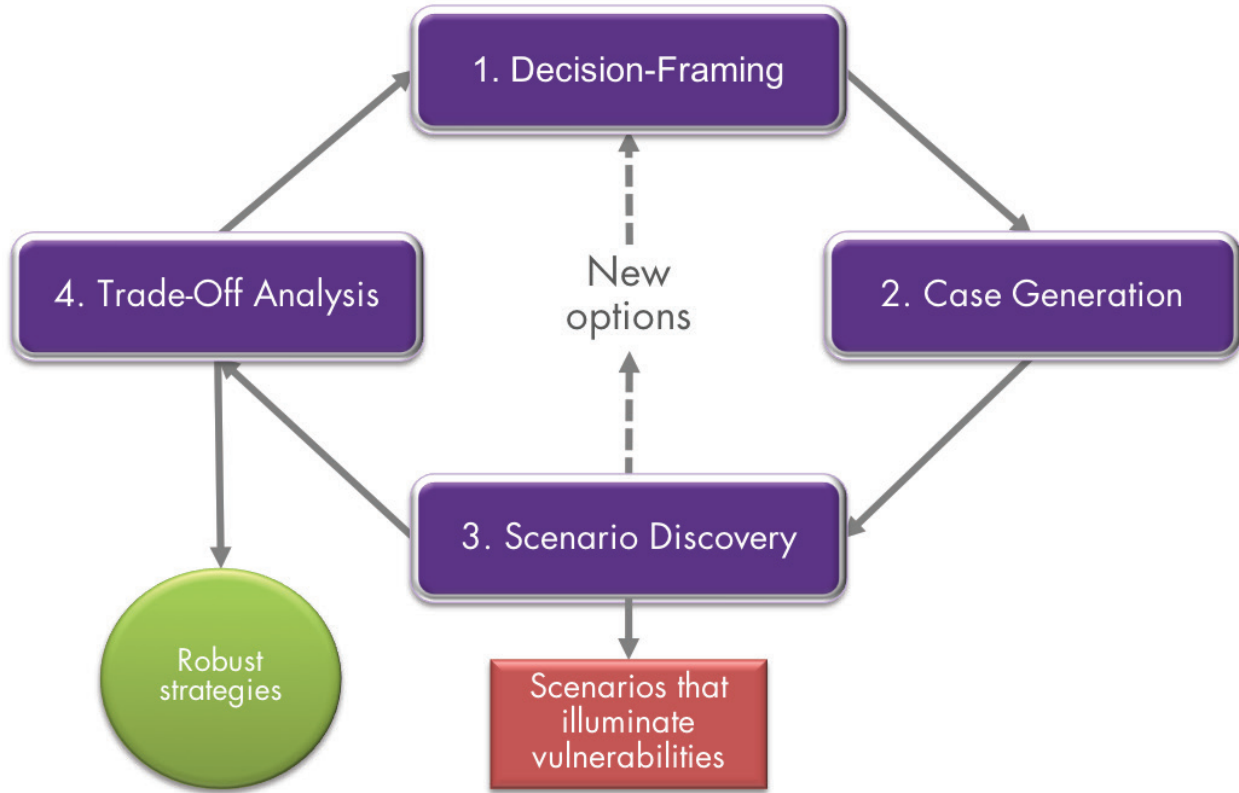 1. Decision-Framing
4. Trade-Off Analysis
New
options
2. Case Generation
3. Scenario Discovery
Robust
strategies
Scenarios that
illuminate
vulnerabilities